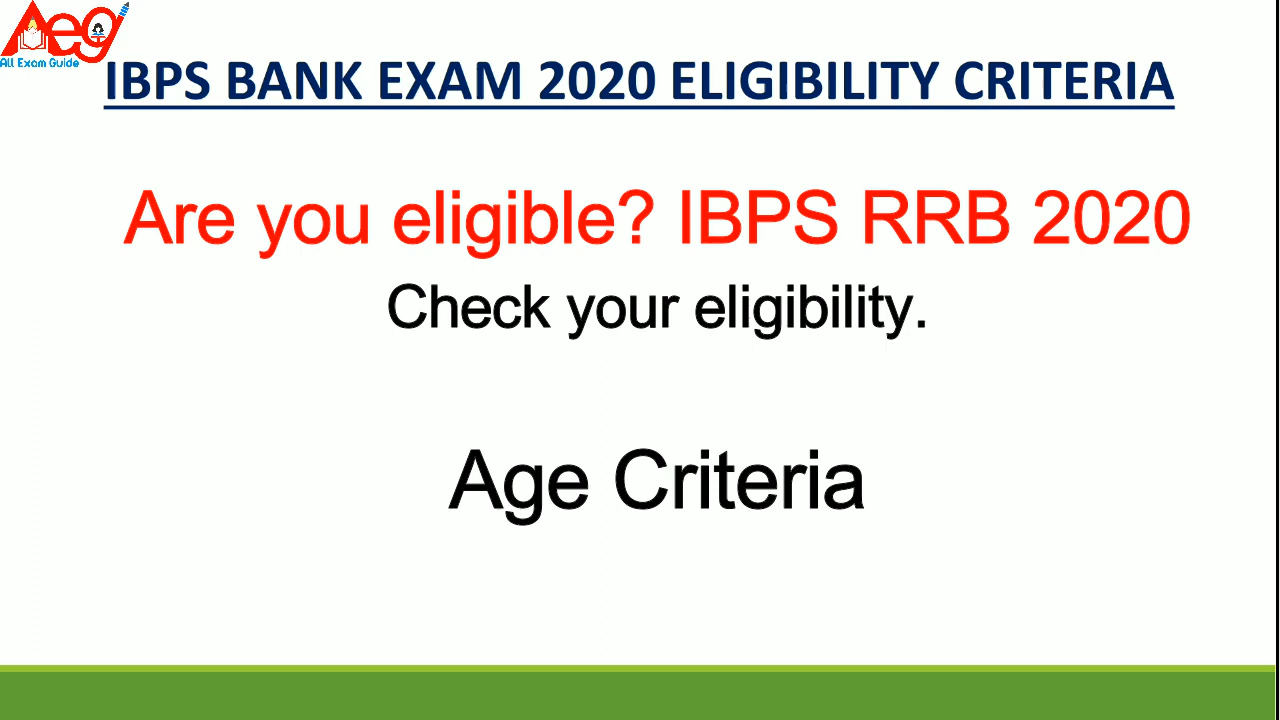 Aeg
All Exam Guide
IBPS BANK EXAM 2020 ELIGIBILITY CRITERIA
Are you eligible? IBPS RRB 2020
Check your eligibility.
Age Criteria